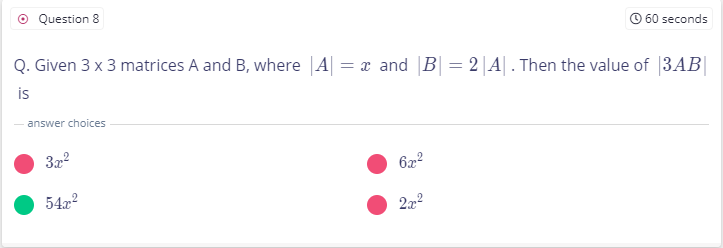 Question 8
60 seconds
Q. Given 3 x 3 matrices A and B, where |A| = x and |B| = 2 |A| . Then the value of |3AB|
is
answer choices
3x²
6x²
54x²
2x²